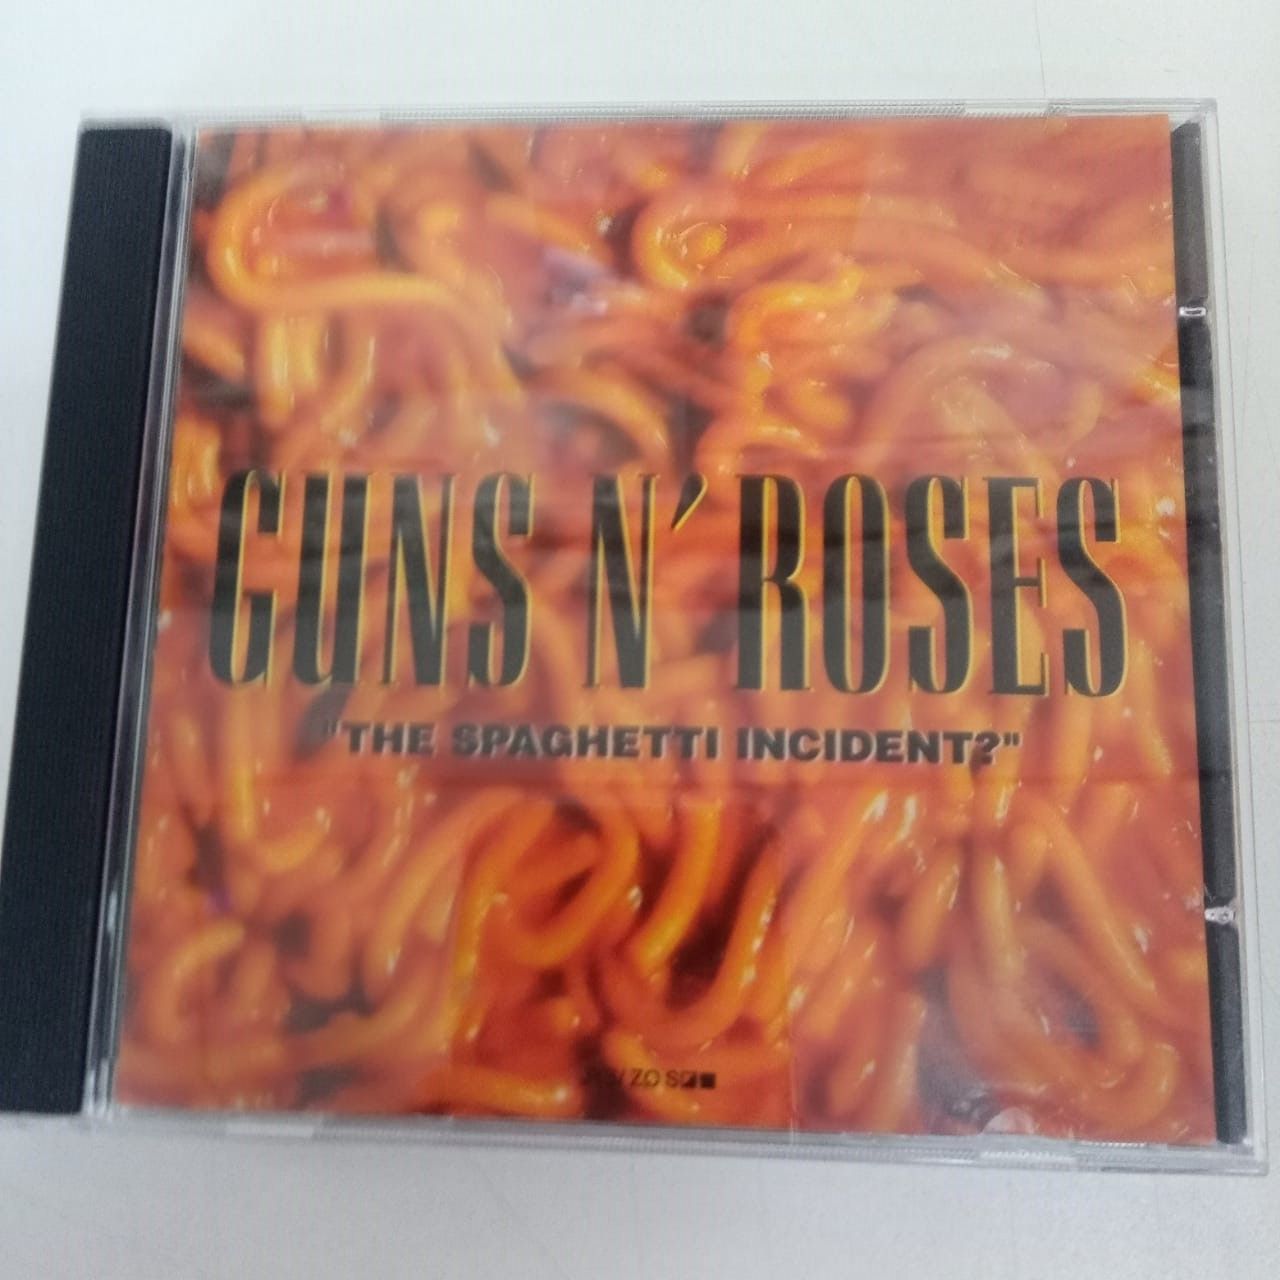 GUNS N' ROSES
"THE SPAGHETTI INCIDENT?"